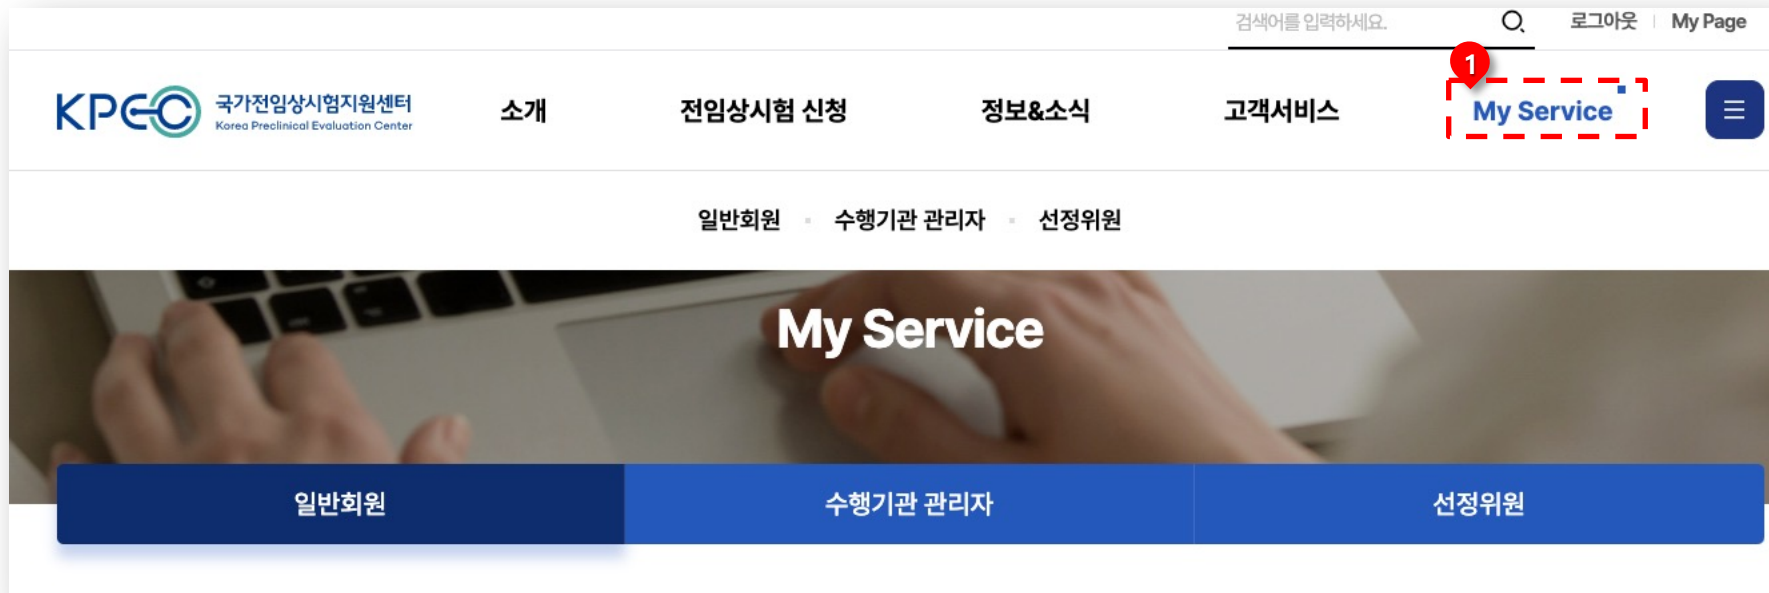 검색어를 입력하세요.
로그아웃
My Page
1
KPEC
국가전임상시험지원센터
Korea Preclinical Evaluation Center
소개
전임상시험 신청
정보&소식
고객서비스
My Service
일반회원
수행기관 관리자
선정위원
My Service
일반회원
수행기관 관리자
선정위원